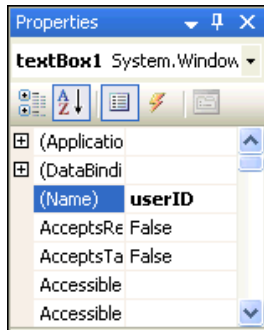 Properties
textBox1 System.Window
(Applicatio
(DataBindi
(Name) userID
AcceptsRe False
AcceptsTa False
Accessible
Accessible